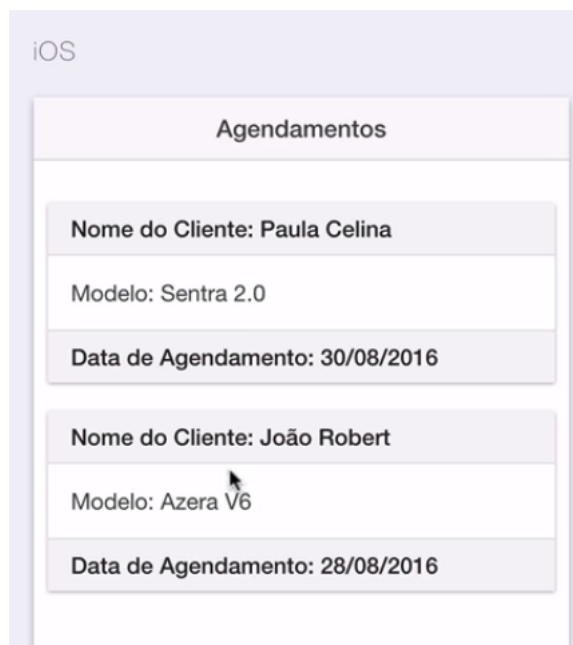 iOS
Agendamentos
Nome do Cliente: Paula Celina
Modelo: Sentra 2.0
Data de Agendamento: 30/08/2016
Nome do Cliente: João Robert
Modelo: Azera V6
Data de Agendamento: 28/08/2016